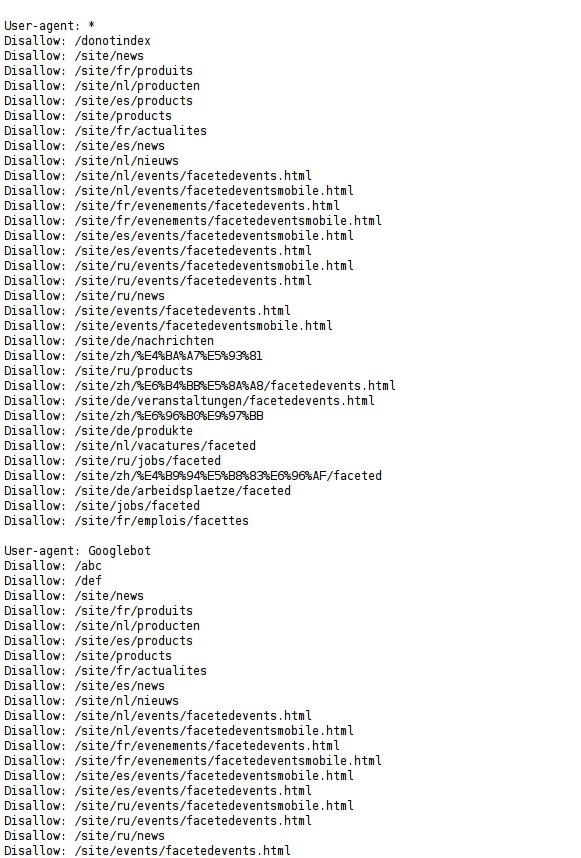 User-agent: *
Disallow: /donotindex
Disallow: /site/news
Disallow: /site/fr/produits
Disallow: /site/nl/producten
Disallow: /site/es/products
Disallow: /site/products
Disallow: /site/fr/actualites
Disallow: /site/es/news
Disallow: /site/nl/nieuws
Disallow: /site/nl/events/facetedevents.html
Disallow: /site/nl/events/facetedeventsmobile.html
Disallow: /site/fr/evenements/facetedevents.html
Disallow: /site/fr/evenements/facetedeventsmobile.html
Disallow: /site/es/events/facetedeventsmobile.html
Disallow: /site/es/events/facetedevents.html
Disallow: /site/ru/events/facetedeventsmobile.html
Disallow: /site/ru/events/facetedevents.html
Disallow: /site/ru/news
Disallow: /site/events/facetedevents.html
Disallow: /site/events/facetedeventsmobile.html
Disallow: /site/de/nachrichten
Disallow: /site/zh/%E4%BA%A7%E5%93%81
Disallow: /site/ru/products
Disallow: /site/zh/%E6%B4%BB%E5%8A%A8/facetedevents.html
Disallow: /site/de/veranstaltungen/facetedevents.html
Disallow: /site/zh/%E6%96%B0%E9%97%BB
Disallow: /site/de/produkte
Disallow: /site/nl/vacatures/faceted
Disallow: /site/ru/jobs/faceted
Disallow: /site/zh/%E4%B9%94%E5%B8%83%E6%96%AF/faceted
Disallow: /site/de/arbeidsplaetze/faceted
Disallow: /site/jobs/faceted
Disallow: /site/fr/emplois/facettes
User-agent: Googlebot
Disallow: /abc
Disallow: /def
Disallow: /site/news
Disallow: /site/fr/produits
Disallow: /site/nl/producten
Disallow: /site/es/products
Disallow: /site/products
Disallow: /site/fr/actualites
Disallow: /site/es/news
Disallow: /site/nl/nieuws
Disallow: /site/nl/events/facetedevents.html
Disallow: /site/nl/events/facetedeventsmobile.html
Disallow: /site/fr/evenements/facetedevents.html
Disallow: /site/fr/evenements/facetedeventsmobile.html
Disallow: /site/es/events/facetedeventsmobile.html
Disallow: /site/es/events/facetedevents.html
Disallow: /site/ru/events/facetedeventsmobile.html
Disallow: /site/ru/events/facetedevents.html
Disallow: /site/ru/news
Disallow: /site/events/facetedevents.html